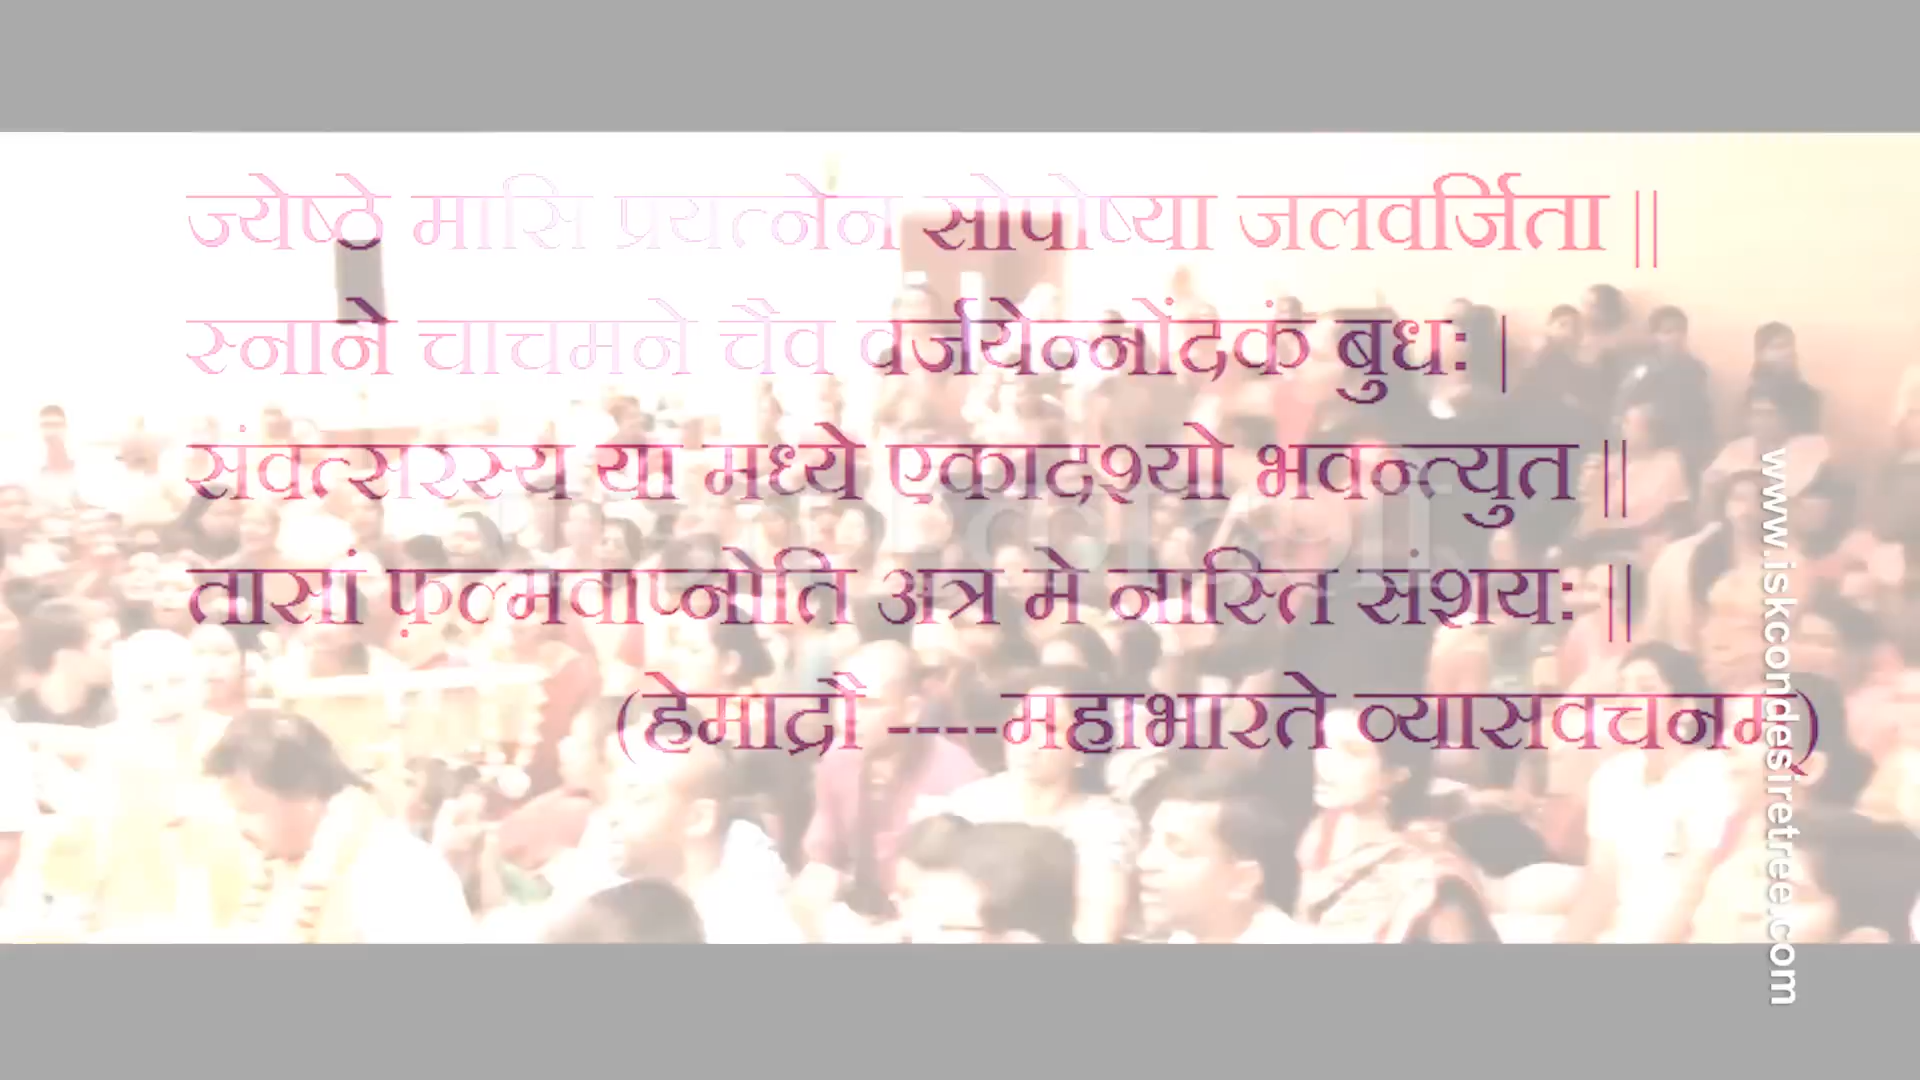 ज्येष्ठे मासि प्रयत्नेन सोपोष्या जलवर्जिता ||
स्नाने चाचमने चैव वर्जयेन्नोंदकं बुधः |
संवत्सरस्य या मध्ये एकादश्यो भवन्त्युत ||
तासां फ़लमवाप्नोति अत्र मे नास्ति संशयः ||
(हेमाद्रौ ----महाभारते व्यासवचनम्)
www.iskcondesiretree.com